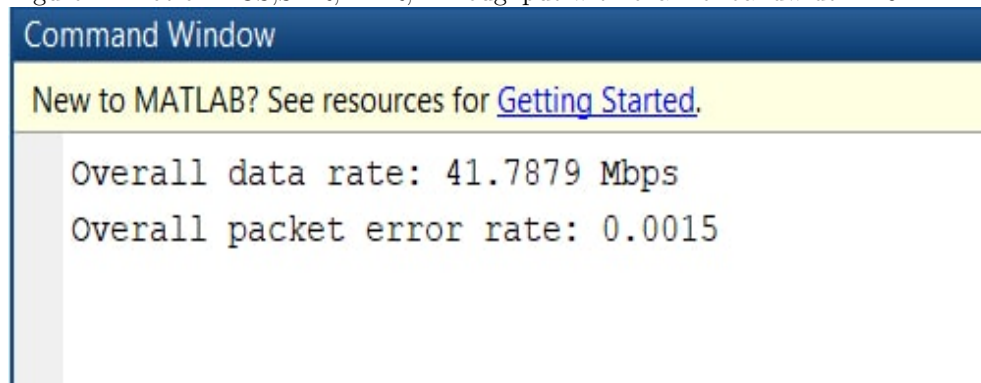 Command Window
New to MATLAB? See resources for Getting Started.
Overall data rate: 41.7879 Mbps
Overall packet error rate: 0.0015